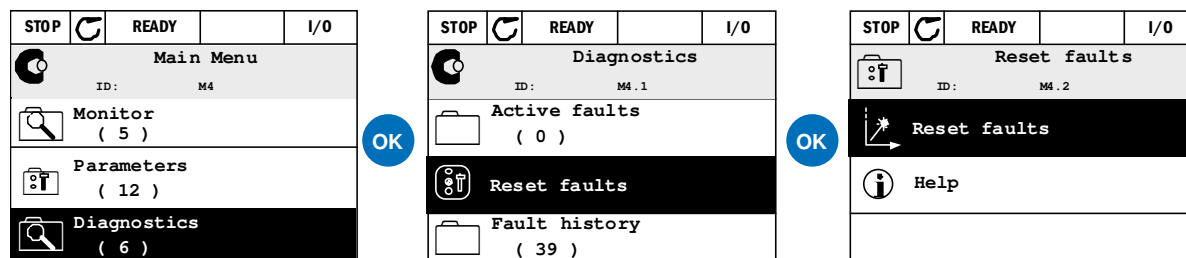 STOP READY I/O
Main Menu
ID: M4
Monitor
( 5 )
Parameters
( 12 )
Diagnostics
( 6 )
OK
STOP READY I/O
Diagnostics
ID: M4.1
Active faults
( 0 )
Reset faults
Fault history
( 39 )
OK
STOP READY I/O
Reset faults
ID: M4.2
Reset faults
Help